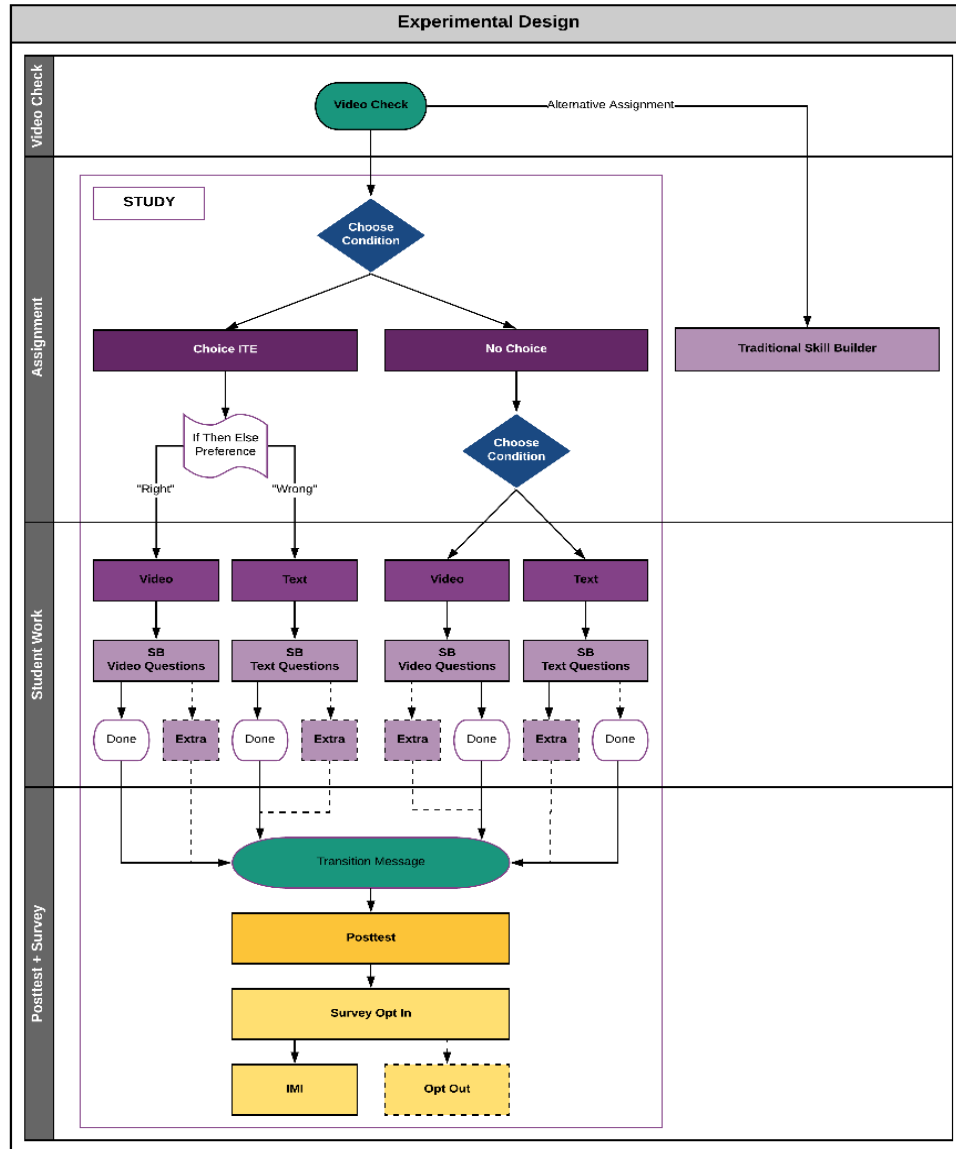 Experimental Design
Video Check
Video Check
Alternative Assignment
Assignment
STUDY
Choose
Condition
Choice ITE
No Choice
Traditional Skill Builder
If Then Else
Preference
Choose
Condition
"Right"
"Wrong"
Student Work
Video
Text
Video
Text
SB
Video Questions
SB
Text Questions
SB
Video Questions
SB
Text Questions
Done
Extra
Done
Extra
Extra
Done
Extra
Done
Posttest + Survey
Transition Message
Posttest
Survey Opt In
IMI
Opt Out